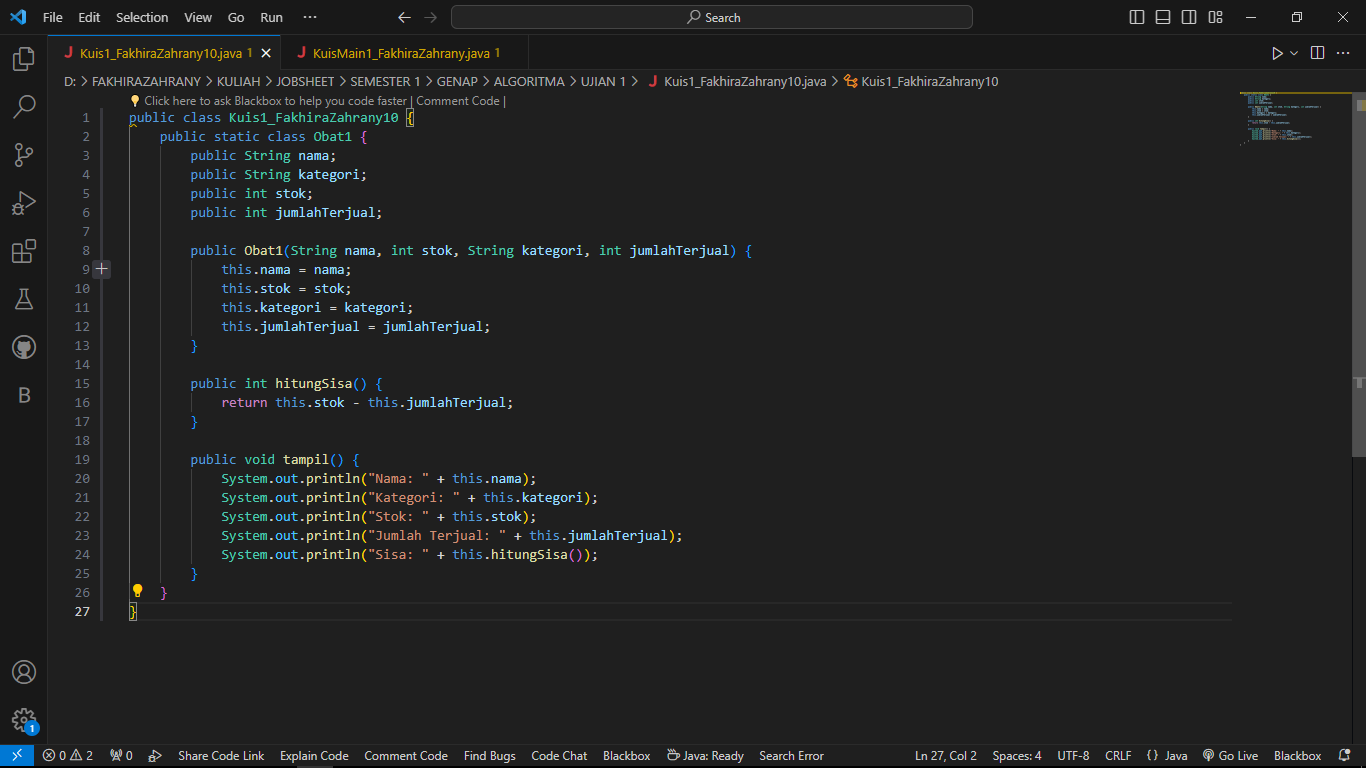 File Edit Selection View Go Run ··· Search
Kuis1_FakhiraZahrany10.java 1 KuisMain1_FakhiraZahrany.java 1
D: > FAKHIRAZAHRANY > KULIAH > JOBSHEET > SEMESTER 1 > GENAP > ALGORITMA > UJIAN 1 > Kuis1_FakhiraZahrany10.java > Kuis1_FakhiraZahrany10
Click here to ask Blackbox to help you code faster | Comment Code |
1 public class Kuis1_FakhiraZahrany10 {
2 public static class Obat1 {
3 public String nama;
4 public String kategori;
5 public int stok;
6 public int jumlahTerjual;
7
8 public Obat1(String nama, int stok, String kategori, int jumlahTerjual) {
9 this.nama = nama;
10 this.stok = stok;
11 this.kategori = kategori;
12 this.jumlahTerjual = jumlahTerjual;
13 }
14
15 public int hitungSisa() {
16 return this.stok - this.jumlahTerjual;
17 }
18
19 public void tampil() {
20 System.out.println("Nama: " + this.nama);
21 System.out.println("Kategori: " + this.kategori);
22 System.out.println("Stok: " + this.stok);
23 System.out.println("Jumlah Terjual: " + this.jumlahTerjual);
24 System.out.println("Sisa: " + this.hitungSisa());
25 }
26 }
27 }
B
1
0 2 0 Share Code Link Explain Code Comment Code Find Bugs Code Chat Blackbox Java: Ready Search Error Ln 27, Col 2 Spaces: 4 UTF-8 CRLF {} Java Go Live Blackbox